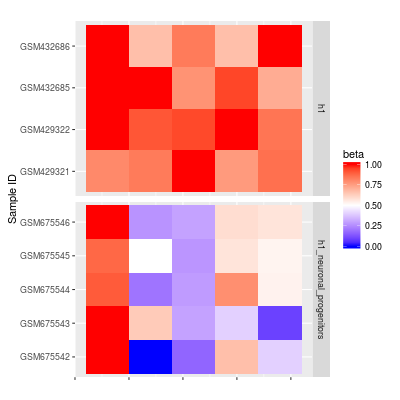 GSM432686
GSM432685
GSM429322
GSM429321
h1
GSM675546
GSM675545
GSM675544
GSM675543
GSM675542
h1_neuronal_progenitors
Sample ID
beta
1.00
0.75
0.50
0.25
0.00